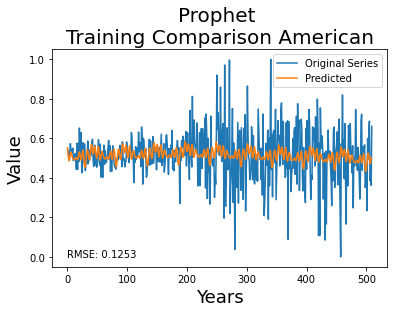 Prophet
Training Comparison American
Original Series
Predicted
Value
1.0
0.8
0.6
0.4
0.2
0.0
RMSE: 0.1253
0 100 200 300 400 500
Years